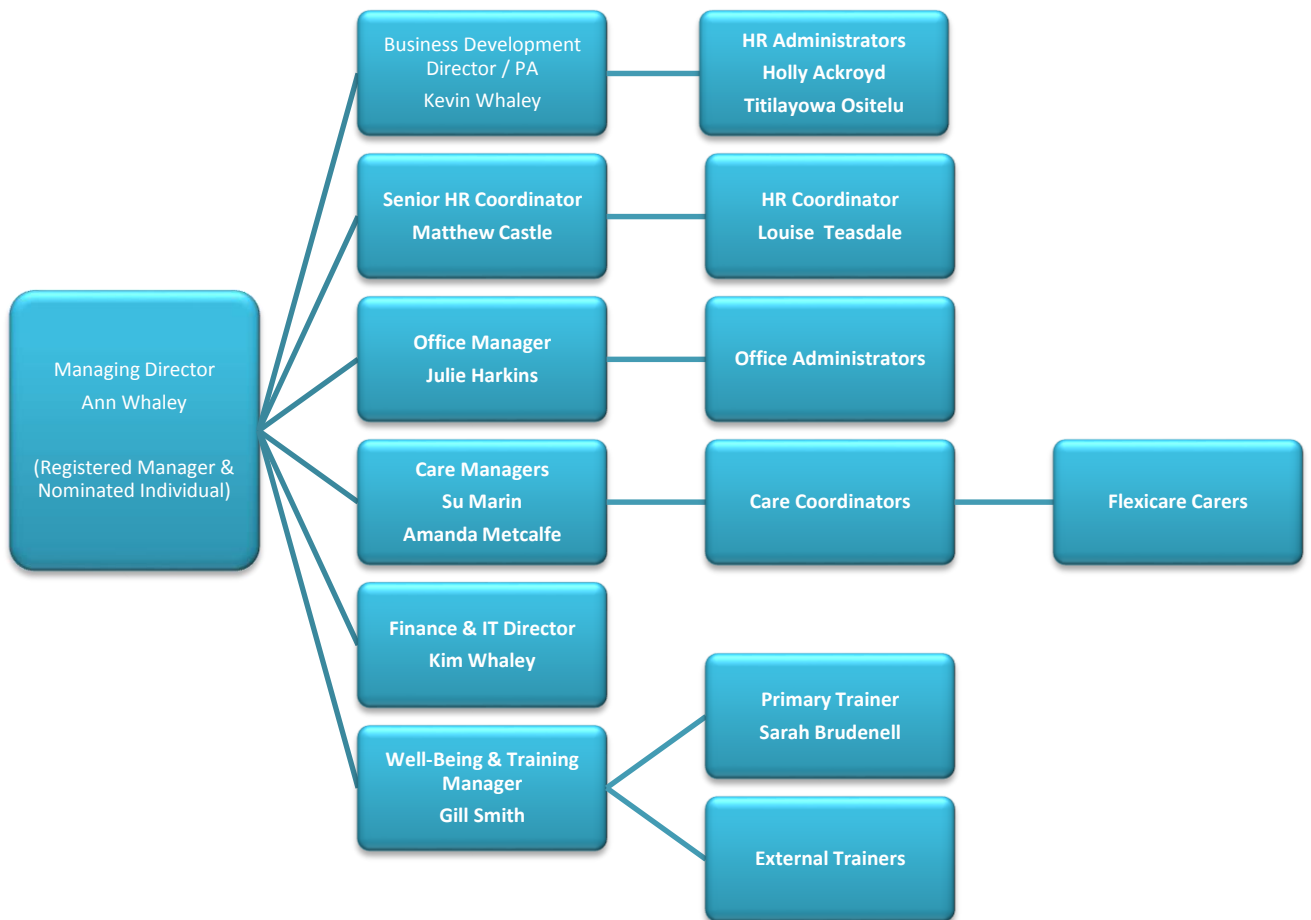 Business Development
Director / PA
Kevin Whaley
HR Administrators
Holly Ackroyd
Titilayowa Ositelu
Senior HR Coordinator
Matthew Castle
HR Coordinator
Louise Teasdale
Managing Director
Ann Whaley
(Registered Manager &
Nominated Individual)
Office Manager
Julie Harkins
Office Administrators
Care Managers
Su Marin
Amanda Metcalfe
Care Coordinators
Flexicare Carers
Finance & IT Director
Kim Whaley
Well-Being & Training
Manager
Gill Smith
Primary Trainer
Sarah Brudenell
External Trainers